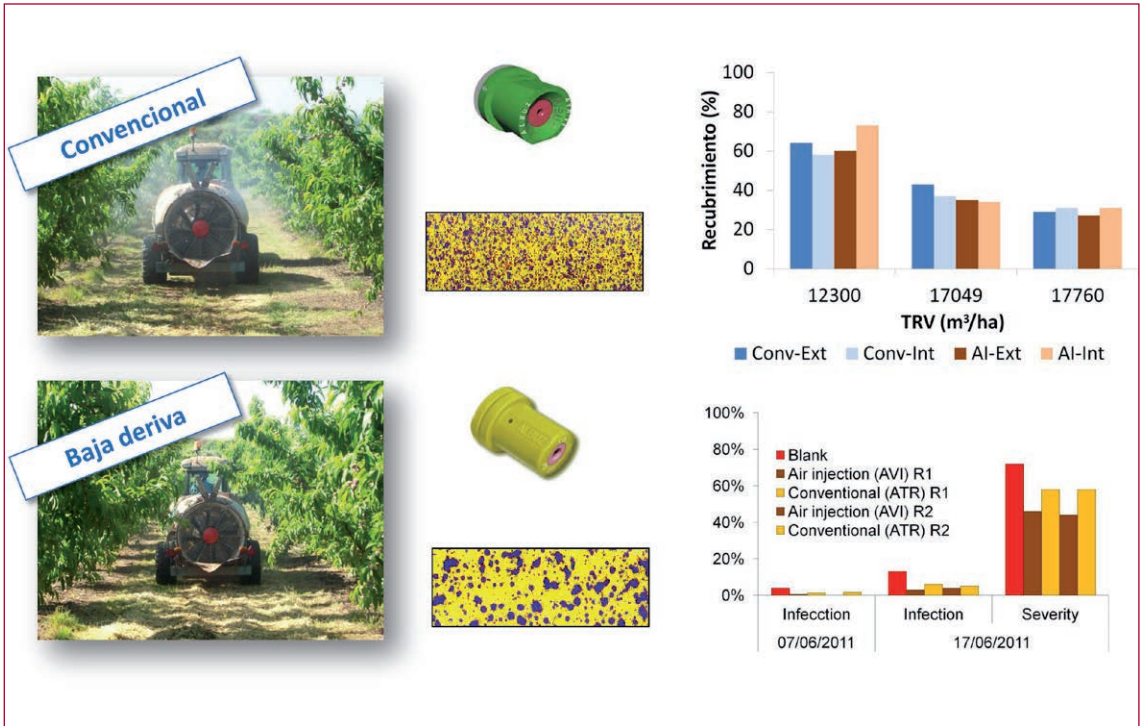 Convencional
Baja deriva
100
80
60
40
20
0
Recubrimiento (%)
12300
17049
17760
TRV (m³/ha)
Conv-Ext
Conv-Int
AI-Ext
AI-Int
100%
80%
60%
40%
20%
0%
Blank
Air injection (AVI) R1
Conventional (ATR) R1
Air injection (AVI) R2
Conventional (ATR) R2
Infecction
Infection
Severity
07/06/2011
17/06/2011